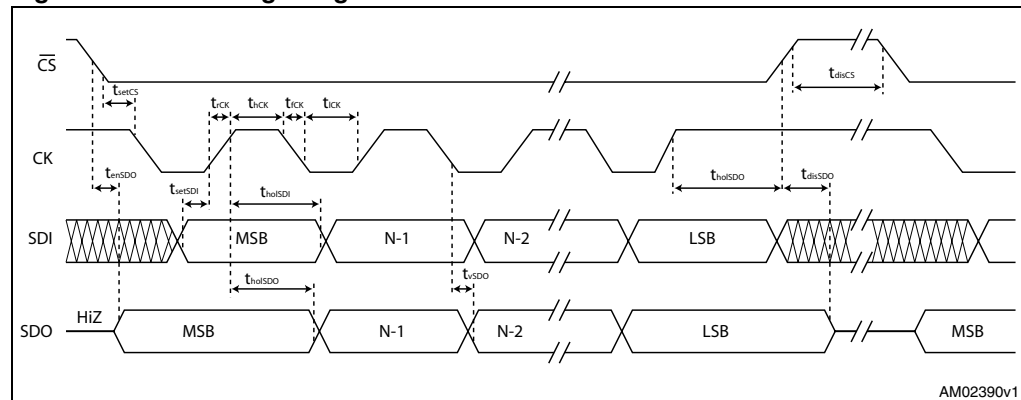 C̅S̅
tsetCS
trCK
thCK
tfCK
tlCK
tdisCS
CK
tenSDO
tsetSDI
tholSDI
tholSDO
tdisSDO
SDI
MSB
N-1
N-2
LSB
tholSDO
tvSDO
SDO
HiZ
MSB
N-1
N-2
LSB
MSB
AM02390v1